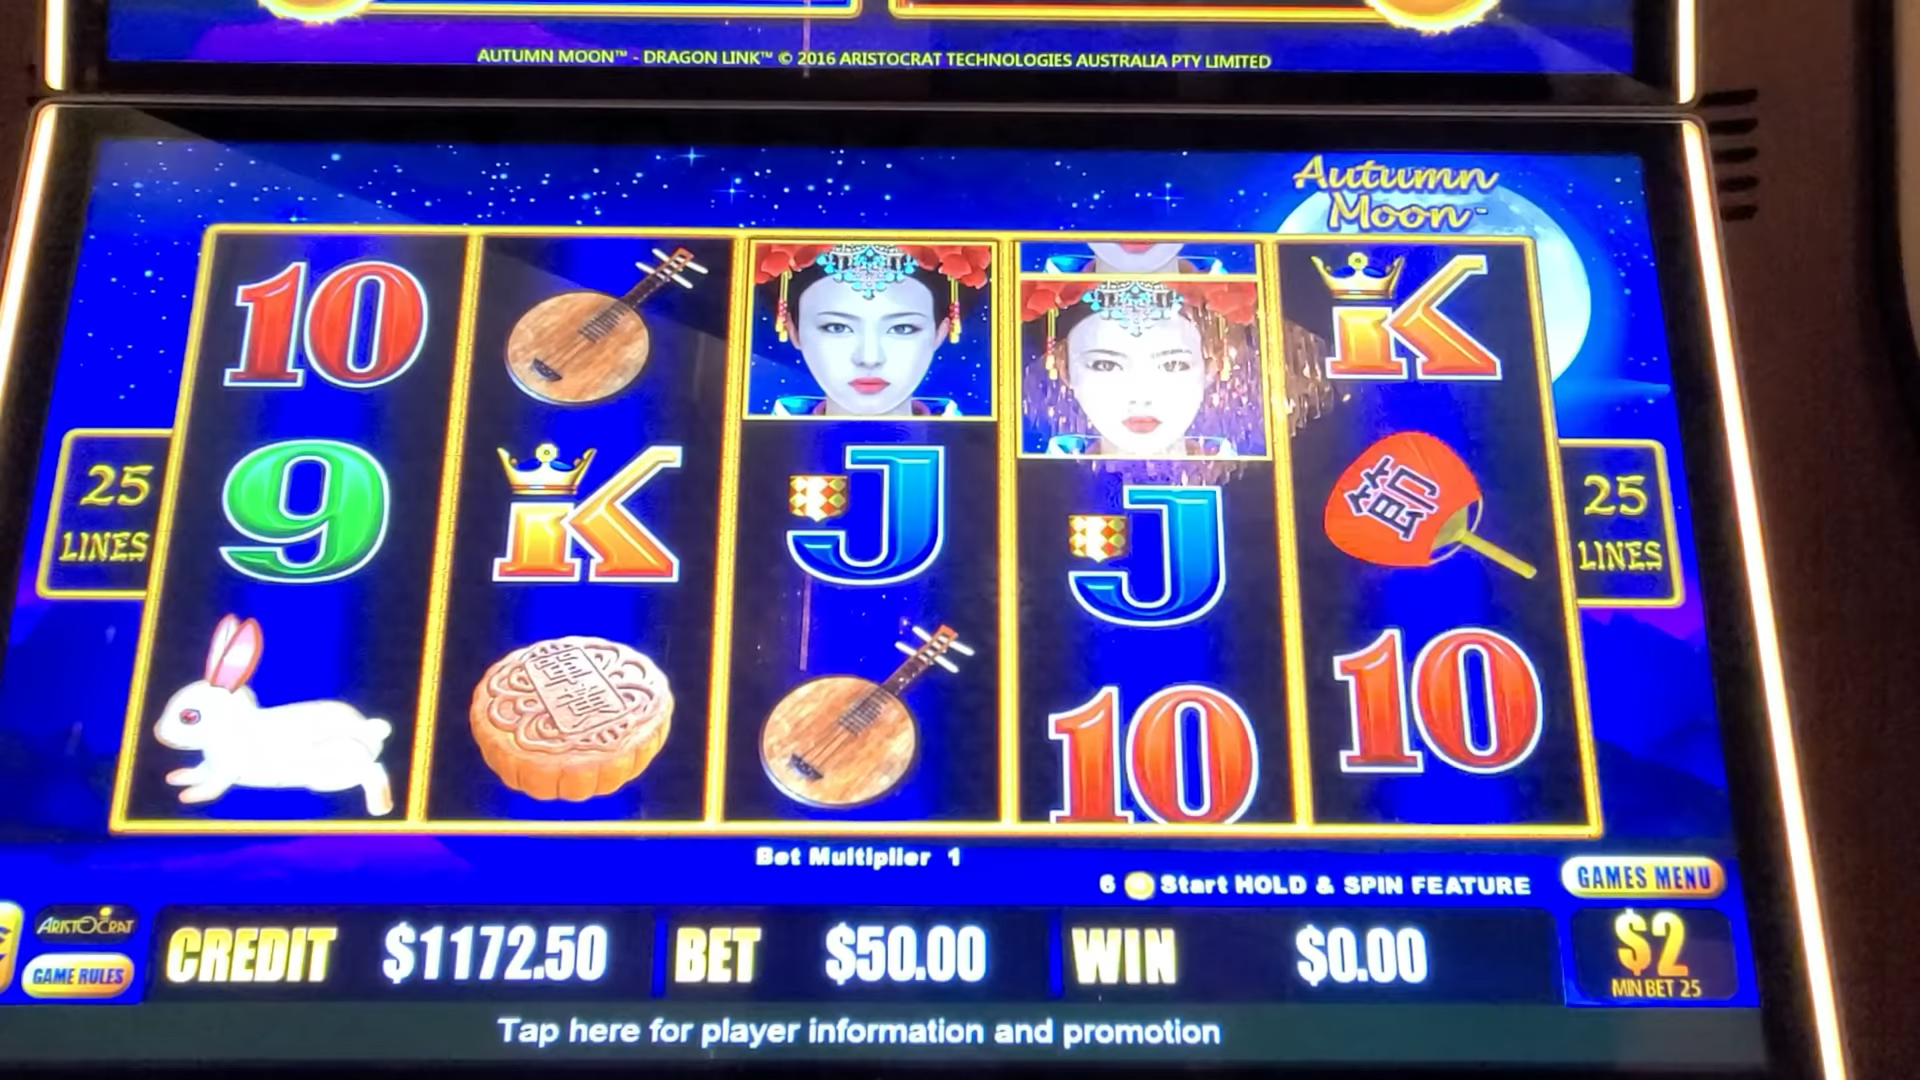 AUTUMN MOON™ - DRAGON LINK™ © 2016 ARISTOCRAT TECHNOLOGIES AUSTRALIA PTY LIMITED
Autumn
Moon™
10
K
9
K
J
J
10
10
25
LINES
25
LINES
Bet Multiplier 1
6 Start HOLD & SPIN FEATURE
GAMES MENU
ARISTOCRAT
GAME RULES
CREDIT $1172.50
BET $50.00
WIN $0.00
$2
MIN BET 25
Tap here for player information and promotion